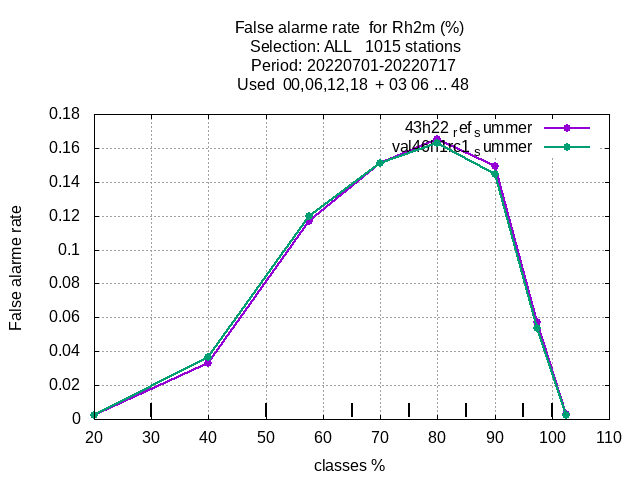 False alarme rate for Rh2m (%)
Selection: ALL 1015 stations
Period: 20220701-20220717
Used 00,06,12,18 + 03 06 ... 48
0.18
0.16
0.14
0.12
0.1
0.08
0.06
0.04
0.02
0
False alarme rate
43h22_ref_summer
val46h1rc1_summer
20 30 40 50 60 70 80 90 100 110
classes %